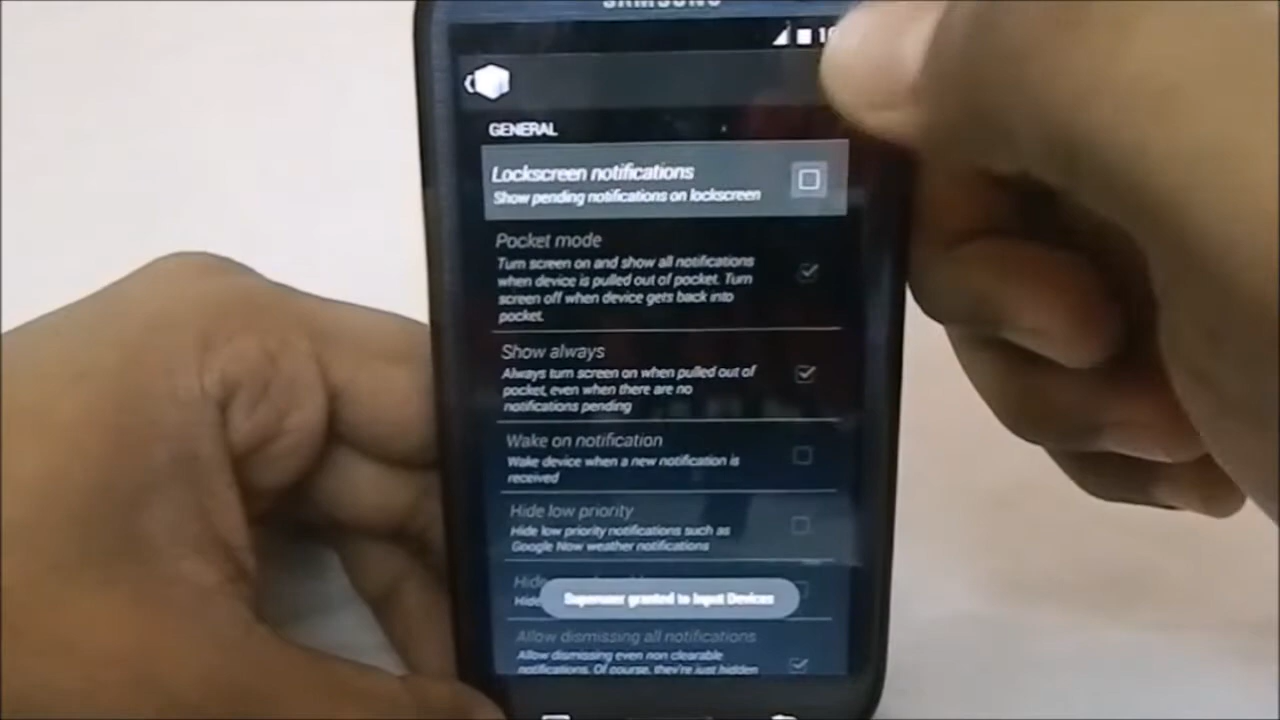 SAMSUNG
GENERAL
Lockscreen notifications
Show pending notifications on lockscreen
Pocket mode
Turn screen on and show all notifications
when device is pulled out of pocket. Turn
screen off when device gets back into
pocket.
Show always
Always turn screen on when pulled out of
pocket, even when there are no
notifications pending
Wake on notification
Wake device when a new notification is
received
Hide low priority
Hide low priority notifications such as
Google Now weather notifications
Hide
Hide
Superuser granted to Input Devices
Allow dismissing all notifications
Allow dismissing even non clearable
notifications. Of course, they're just hidden